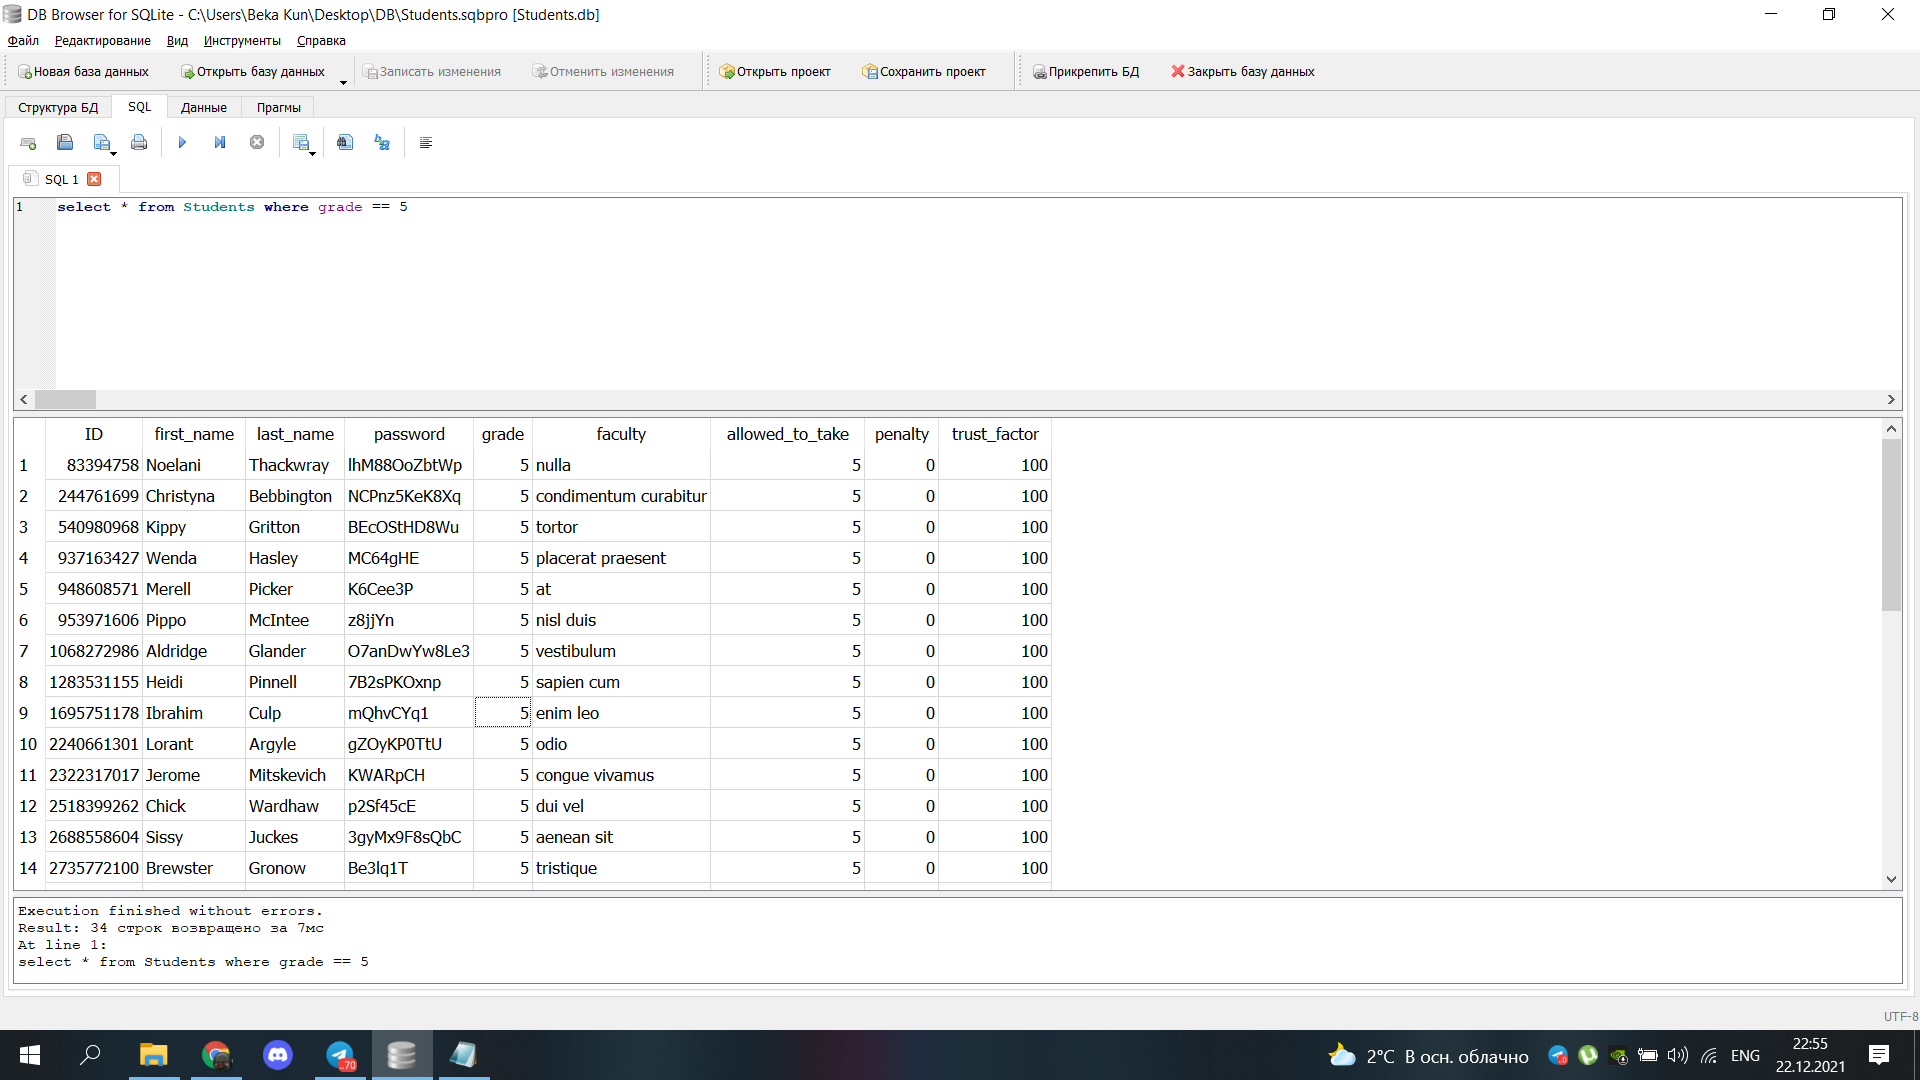 DB Browser for SQLite - C:\Users\Beka Kun\Desktop\DB\Students.sqbpro [Students.db]
Файл Редактирование Вид Инструменты Справка
Новая база данных Открыть базу данных Записать изменения Отменить изменения Открыть проект Сохранить проект Прикрепить БД Закрыть базу данных
Структура БД SQL Данные Прагмы
SQL 1
1 select * from Students where grade == 5
ID first_name last_name password grade faculty allowed_to_take penalty trust_factor
1 83394758 Noelani Thackwray lhM88OoZbtWp 5 nulla 5 0 100
2 244761699 Christyna Bebbington NCPnz5KeK8Xq 5 condimentum curabitur 5 0 100
3 540980968 Kippy Gritton BEcOStHD8Wu 5 tortor 5 0 100
4 937163427 Wenda Hasley MC64gHE 5 placerat praesent 5 0 100
5 948608571 Merell Picker K6Cee3P 5 at 5 0 100
6 953971606 Pippo McIntee z8jjYn 5 nisl duis 5 0 100
7 1068272986 Aldridge Glander O7anDwYw8Le3 5 vestibulum 5 0 100
8 1283531155 Heidi Pinnell 7B2sPKOxnp 5 sapien cum 5 0 100
9 1695751178 Ibrahim Culp mQhvCYq1 5 enim leo 5 0 100
10 2240661301 Lorant Argyle gZOyKP0TtU 5 odio 5 0 100
11 2322317017 Jerome Mitskevich KWARpCH 5 congue vivamus 5 0 100
12 2518399262 Chick Wardhaw p2Sf45cE 5 dui vel 5 0 100
13 2688558604 Sissy Juckes 3gyMx9F8sQbC 5 aenean sit 5 0 100
14 2735772100 Brewster Gronow Be3lq1T 5 tristique 5 0 100
Execution finished without errors.
Result: 34 строк возвращено за 7мс
At line 1:
select * from Students where grade == 5
UTF-8
..70 2°C В осн. облачно ENG 22:55
22.12.2021